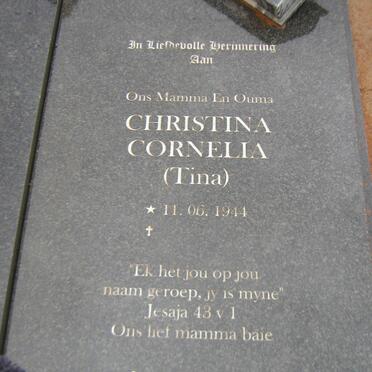 In Liefdevolle Herinnering
Aan
Ons Mamma En Ouma
CHRISTINA
CORNELIA
(Tina)
★ 11. 06. 1944
✝
"Ek het jou op jou
naam geroep, jy is myne"
Jesaja 43 v 1
Ons lief mamma baie